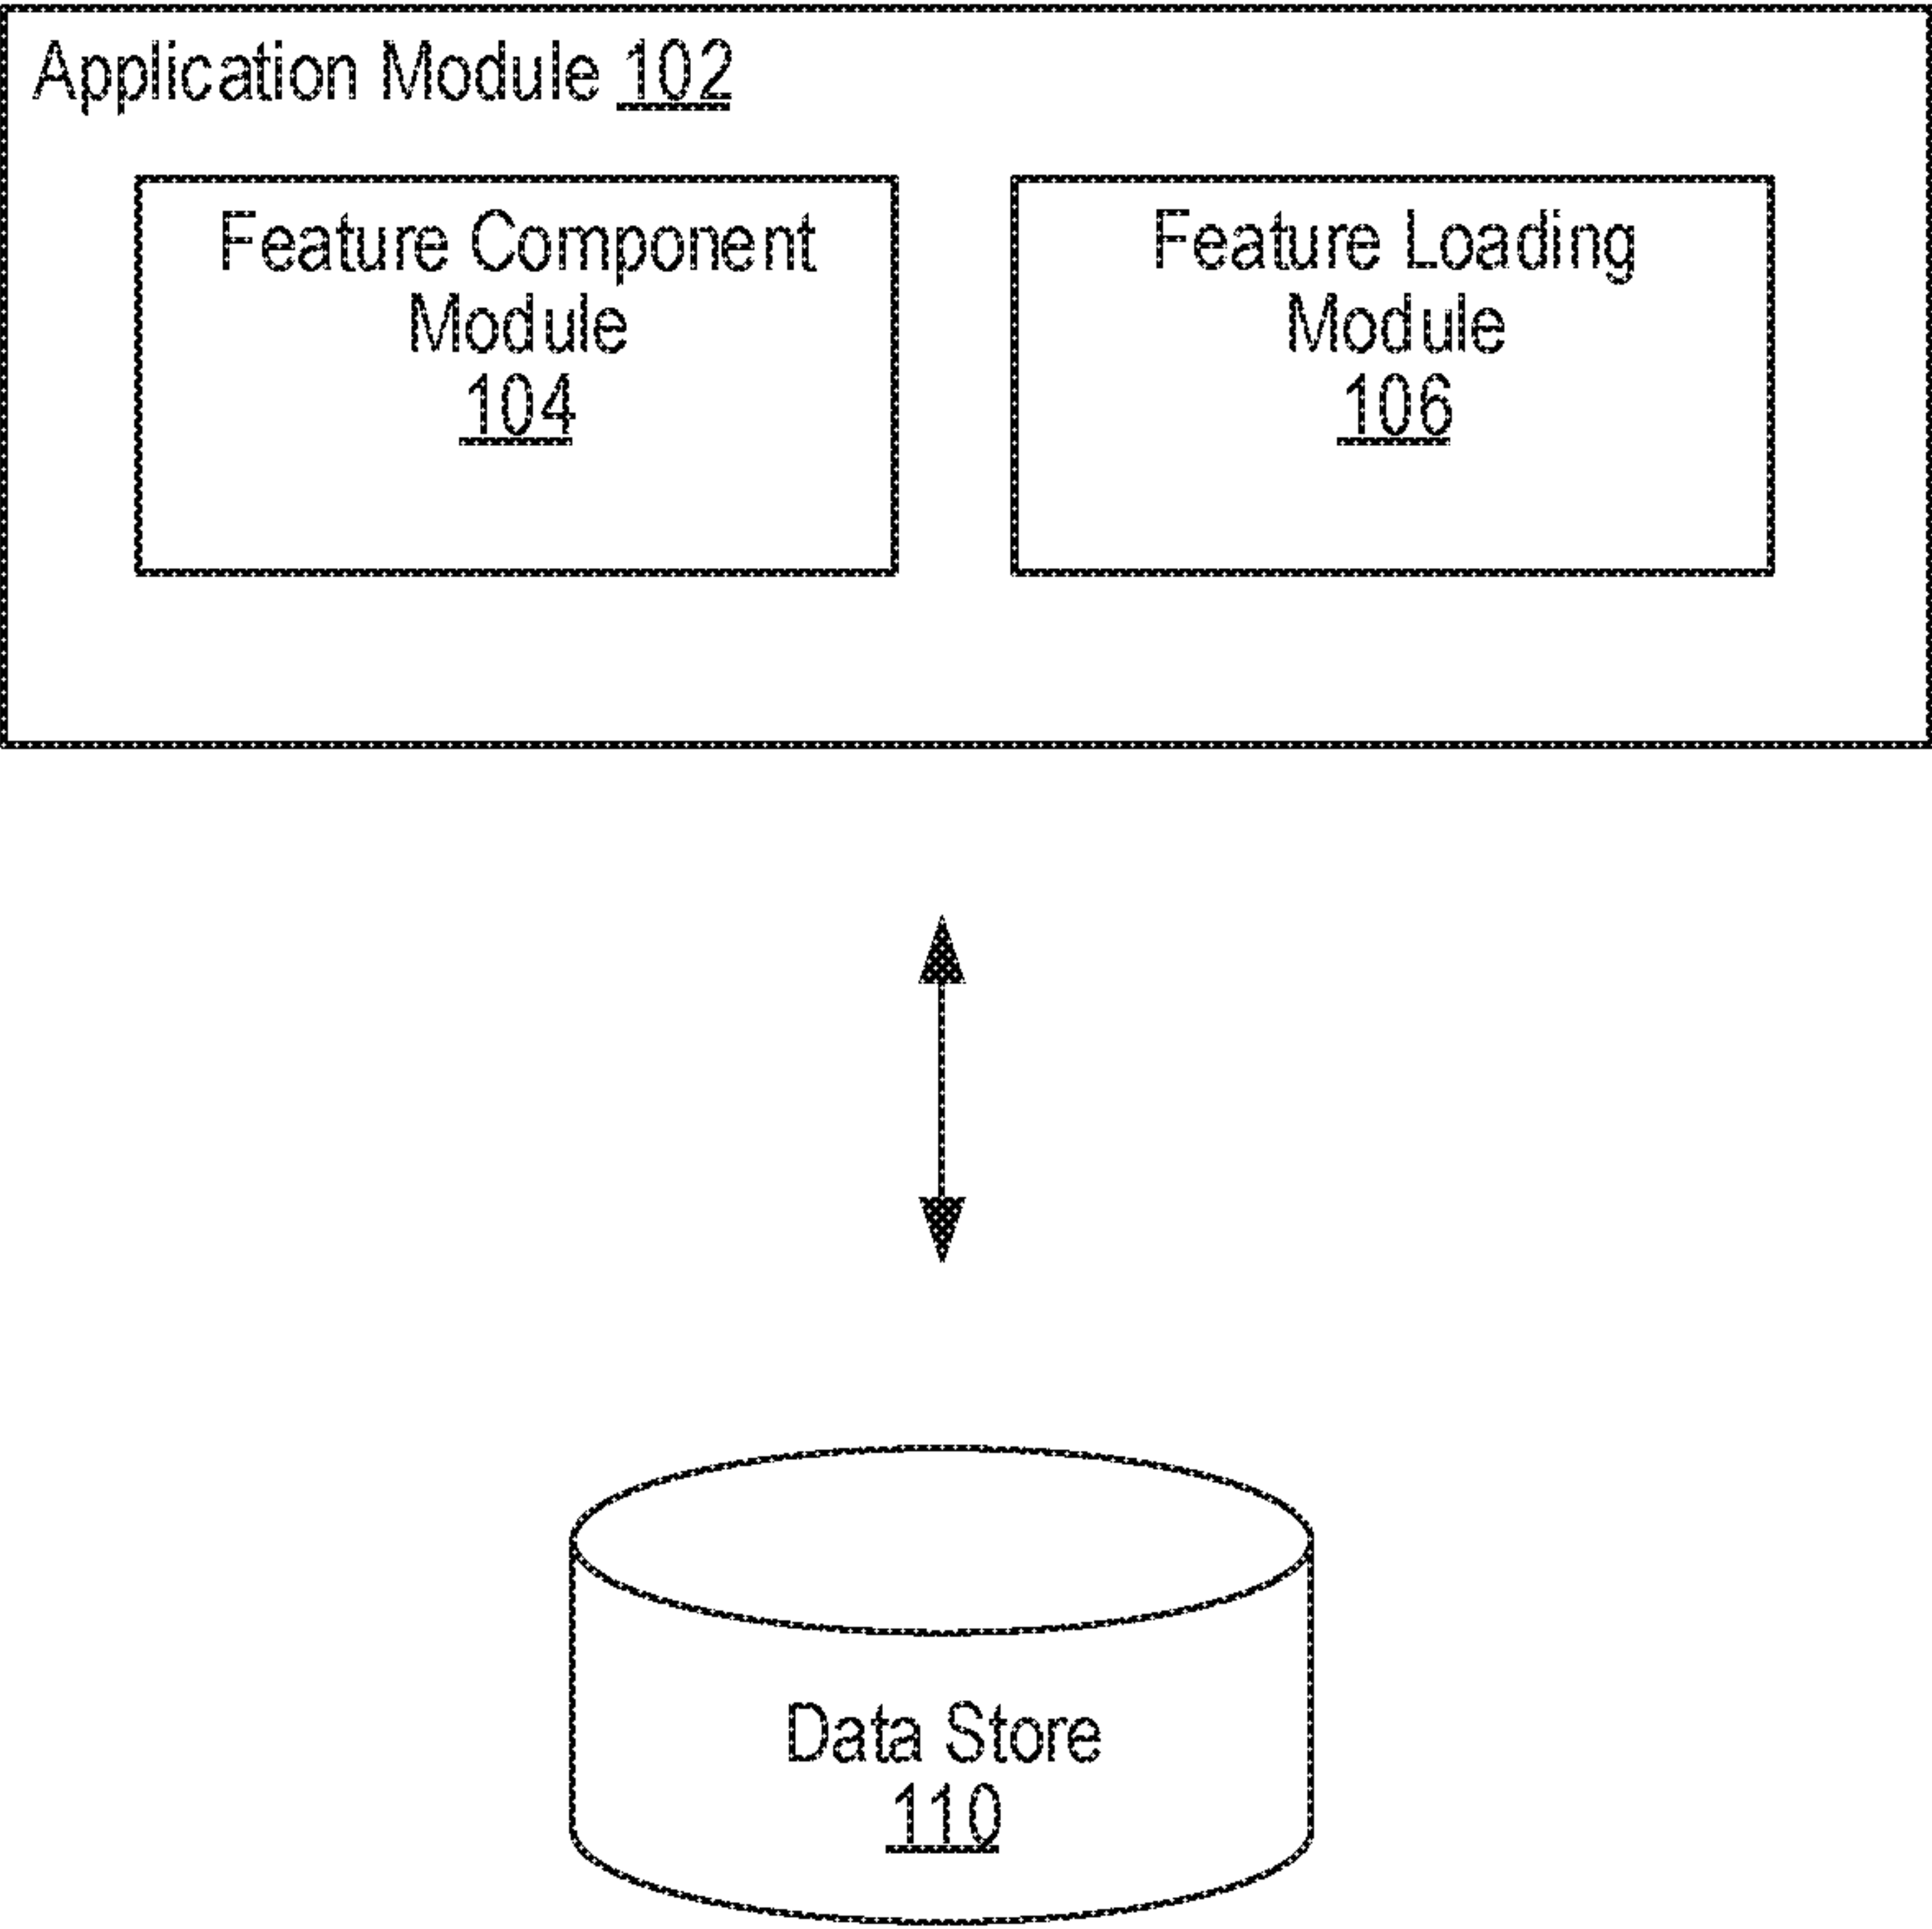 Application Module 102
Feature Component
Module
104
Feature Loading
Module
106
Data Store
110